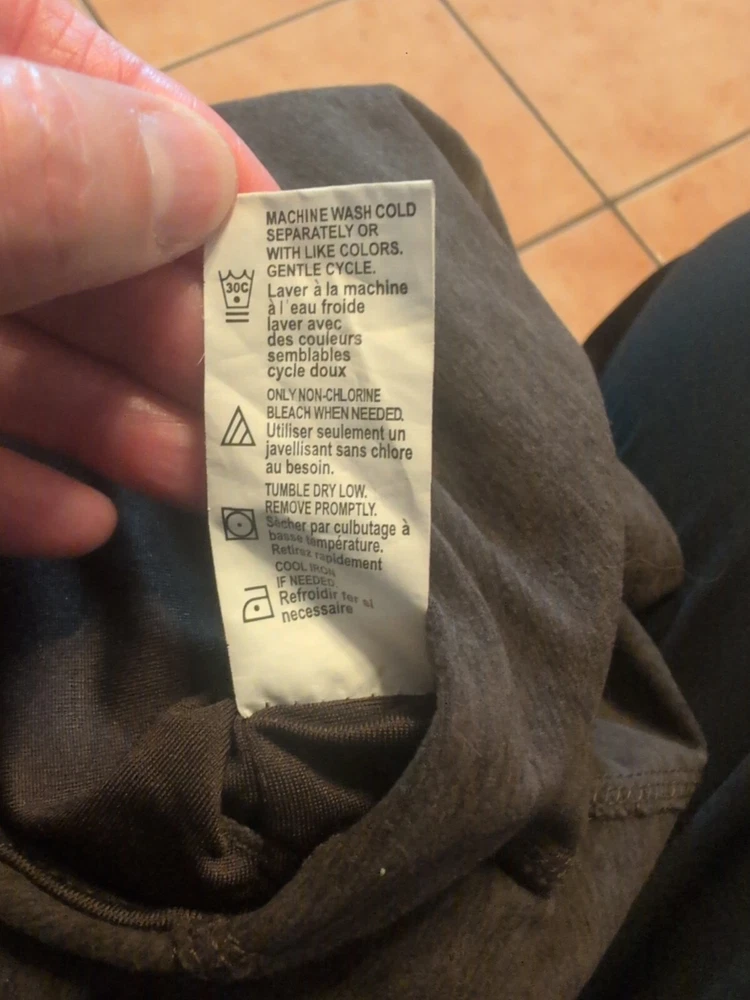 MACHINE WASH COLD
SEPARATELY OR
WITH LIKE COLORS.
GENTLE CYCLE.
30C
Laver à la machine
à l'eau froide
laver avec
des couleurs
semblables
cycle doux
ONLY NON-CHLORINE
BLEACH WHEN NEEDED.
Utiliser seulement un
javellisant sans chlore
au besoin.
TUMBLE DRY LOW.
REMOVE PROMPTLY.
Sécher par culbutage à
basse température.
Retirez rapidement
COOL IRON
IF NEEDED
Refroidir fer si
necessaire